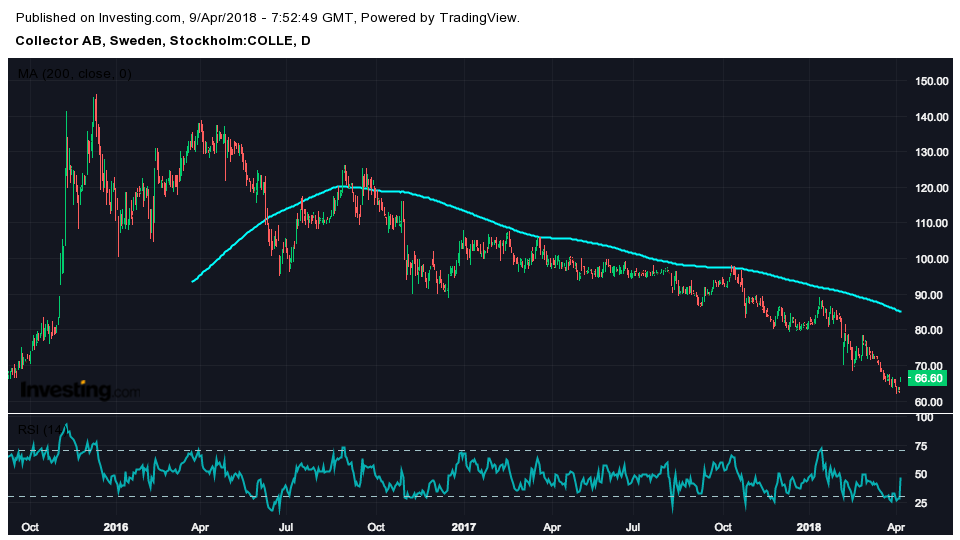 Published on Investing.com, 9/Apr/2018 - 7:52:49 GMT, Powered by TradingView.
Collector AB, Sweden, Stockholm:COLLE, D
MA (200, close, 0)
150.00
140.00
130.00
120.00
110.00
100.00
90.00
80.00
70.00
66.60
60.00
Investing.com
RSI (14)
100
75
50
25
Oct 2016 Apr Jul Oct 2017 Apr Jul Oct 2018 Apr